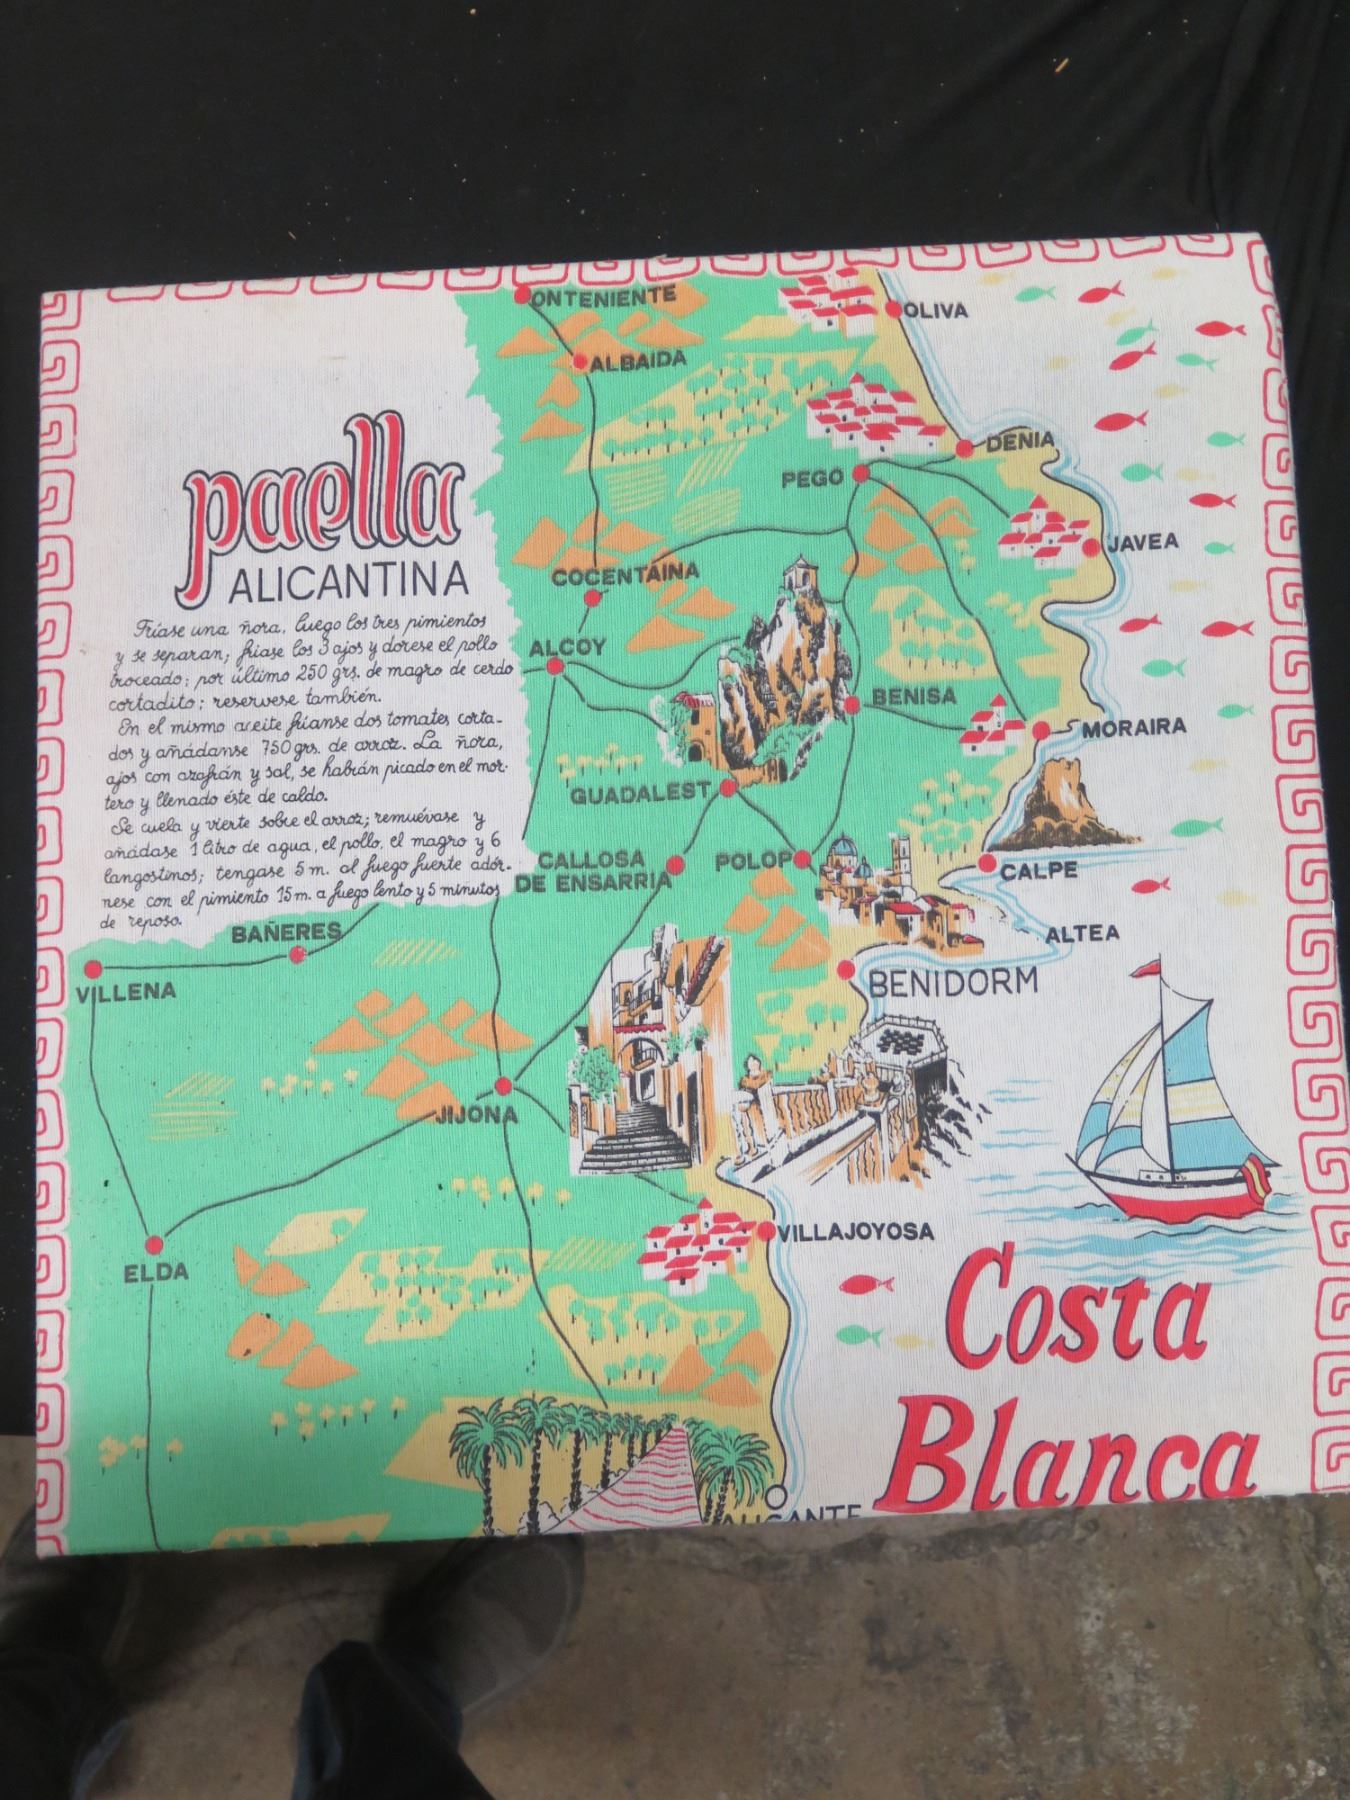 ONTENIENTE
OLIVA
ALBAIDA
DENIA
PEGO
JAVEA
COCENTAINA
ALCOY
BENISA
MORAIRA
GUADALEST
CALLOSA
DE ENSARRIA
POLOP
CALPE
ALTEA
BAÑERES
VILLENA
BENIDORM
JIJONA
VILLAJOYOSA
ELDA
ALICANTE
paella
ALICANTINA
Fríase una ñora, luego los tres pimientos
y se separan; fríase los 3 ajos y dorese el pollo
troceado; por último 250 grs. de magro de cerdo
cortadito; reservese también.
En el mismo aceite fríanse dos tomates corta-
dos y añádanse 750 grs. de arroz. La ñora,
ajos con azafrán y sal, se habrán picado en el mor-
tero y llenado éste de caldo.
Se cuela y vierte sobre el arroz; remuévase y
añádase 1 litro de agua, el pollo, el magro y 6
langostinos; tengase 5 m. al fuego fuerte adór-
nese con el pimiento 15 m. a fuego lento y 5 minutos
de reposo.
Costa
Blanca